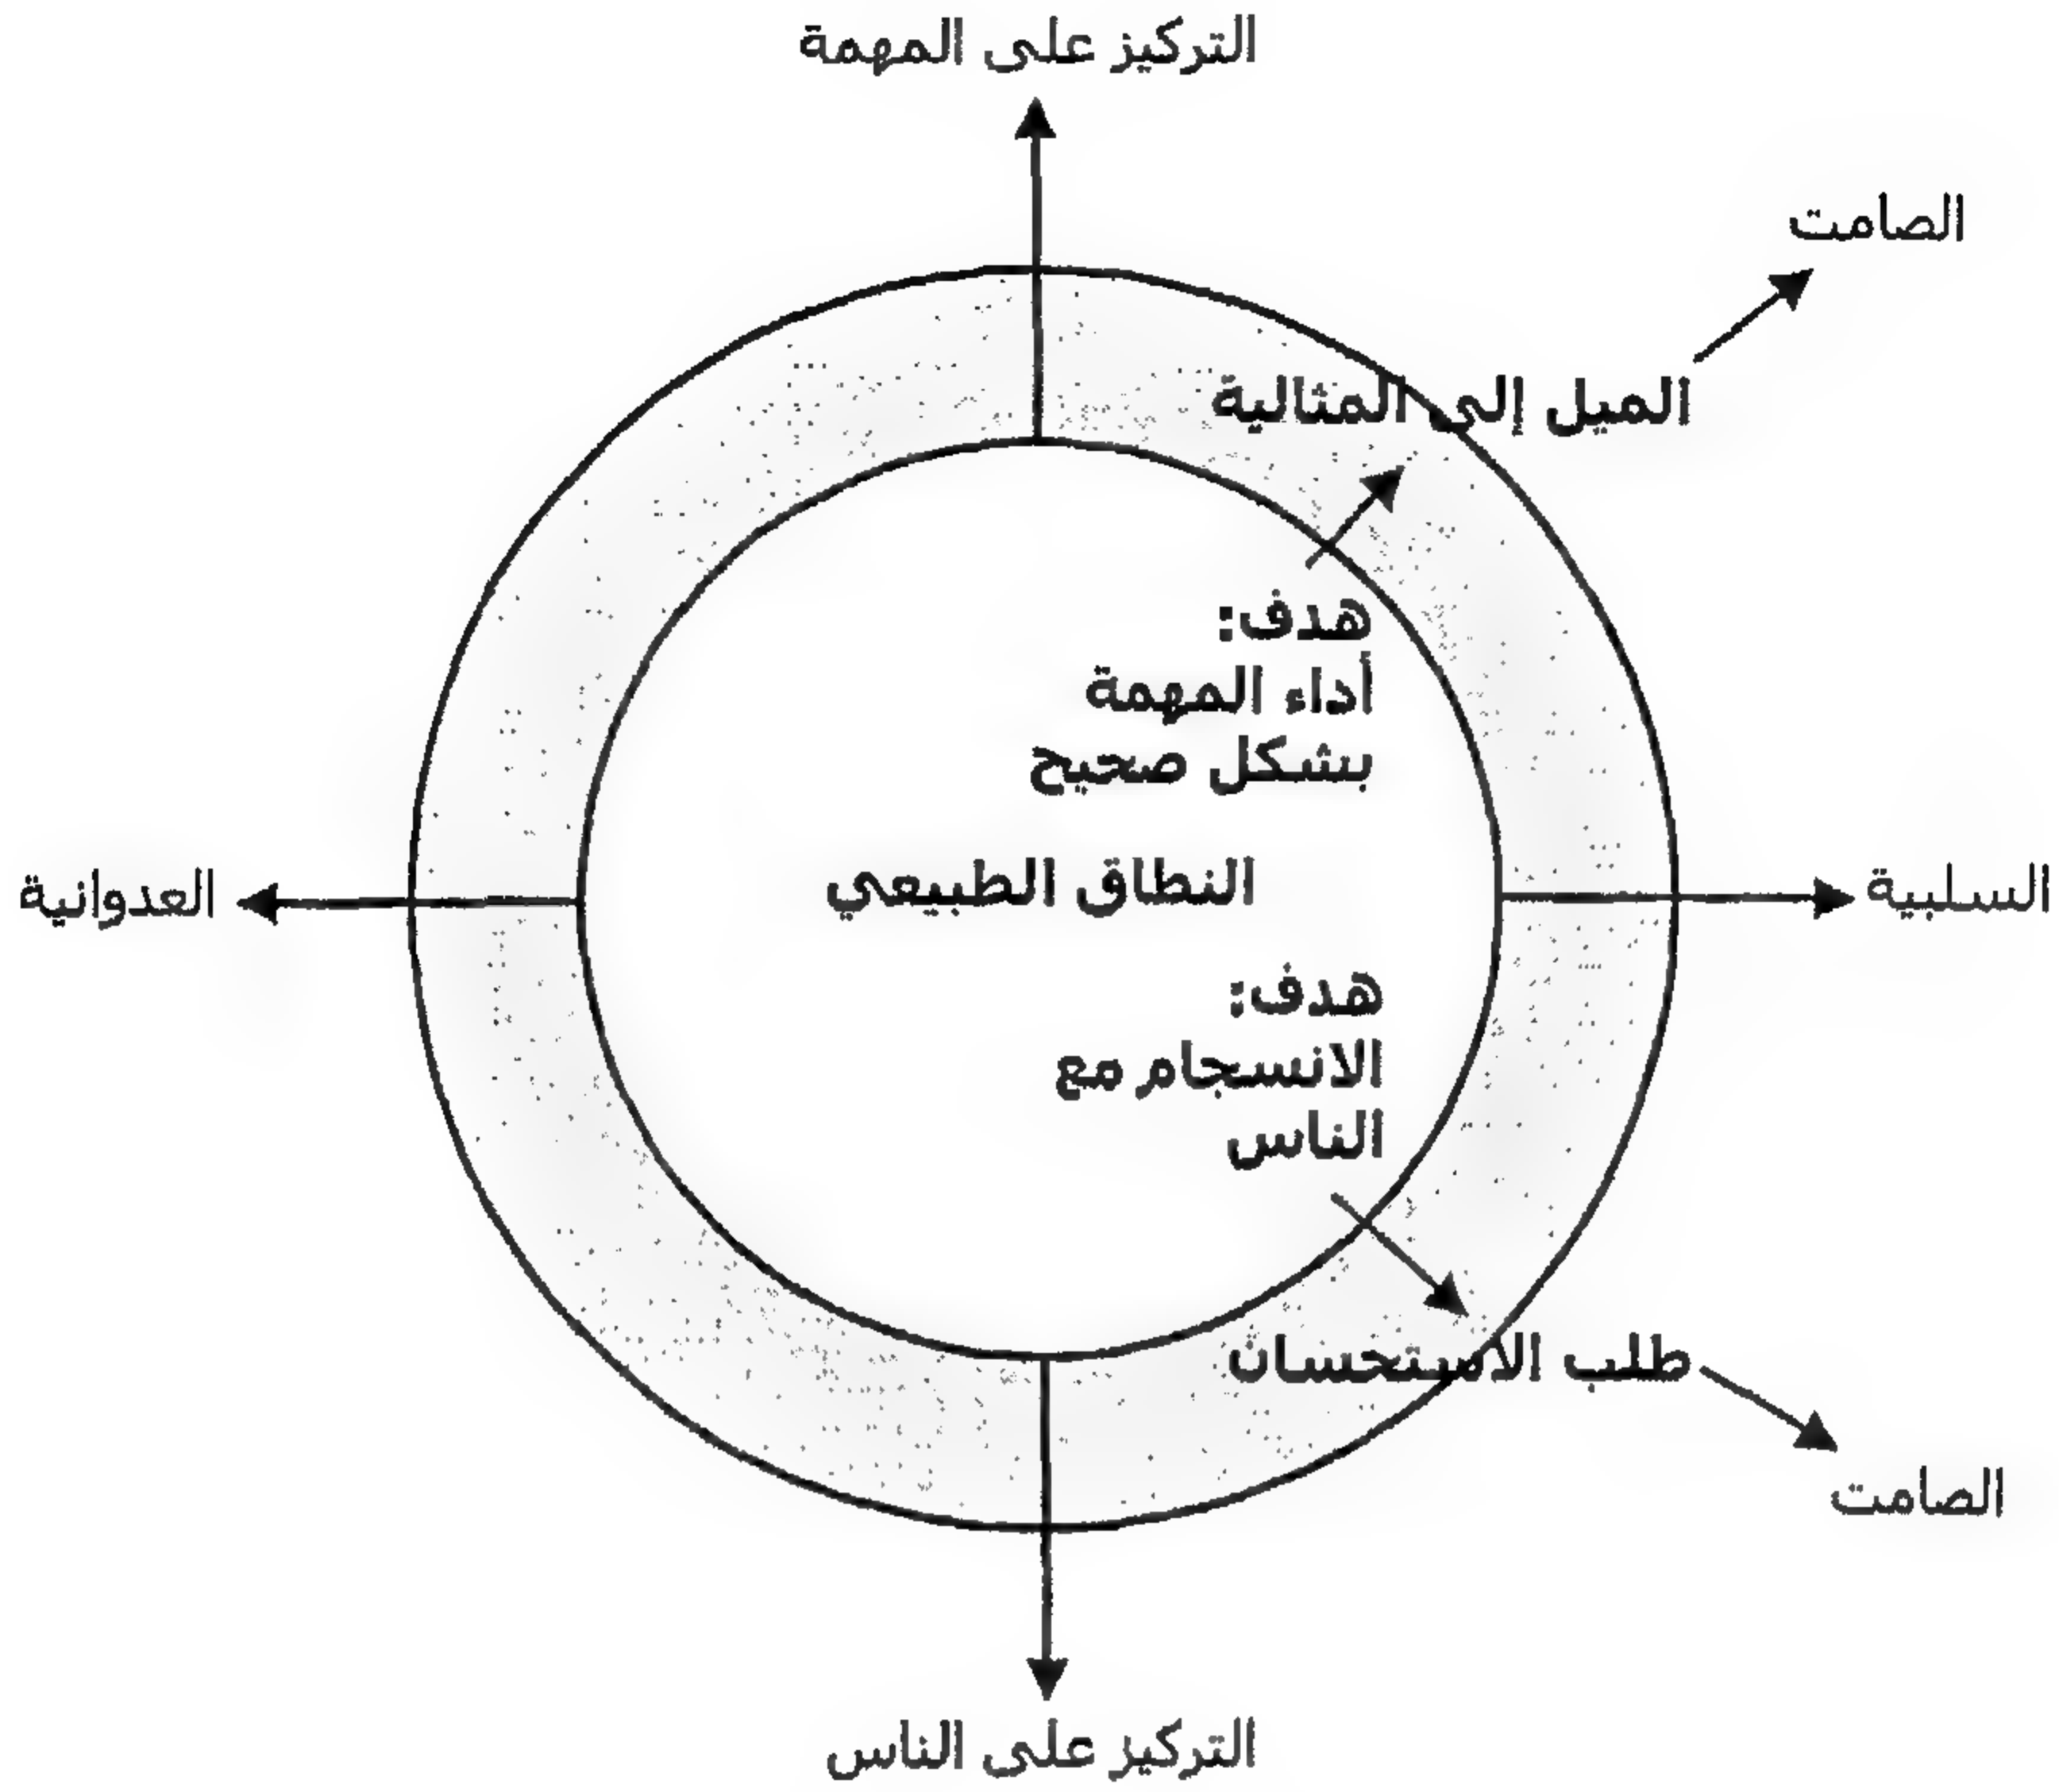 التركيز على المهمة
الصامت
الميل إلى المثالية
هدف:
أداء المهمة
بشكل صحيح
العدوانية
النطاق الطبيعي
السلبية
هدف:
الانسجام مع
الناس
طلب الاستحسان
الصامت
التركيز على الناس